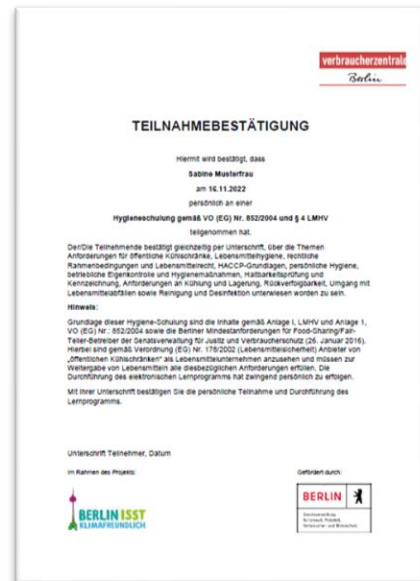 verbraucherzentrale
Berlin
TEILNAHMEBESTÄTIGUNG
Hiermit wird bestätigt, dass
Sabine Musterfrau
am 16.11.2022
persönlich an einer
Hygieneschulung gemäß VO (EG) Nr. 852/2004 und § 4 LMHV
teilgenommen hat.
Der/Die Teilnehmende bestätigt gleichzeitig per Unterschrift, über die Themen
Anforderungen für öffentliche Kühlschränke, Lebensmittelhygiene, rechtliche
Rahmenbedingungen und Lebensmittelrecht, HACCP-Grundlagen, persönliche Hygiene,
betriebliche Eigenkontrolle und Hygienemaßnahmen, Haltbarkeitsprüfung und
Kennzeichnung, Anforderungen an Kühlung und Lagerung, Rückverfolgbarkeit, Umgang mit
Lebensmittelabfällen sowie Reinigung und Desinfektion unterwiesen worden zu sein.
Hinweis:
Grundlage dieser Hygiene-Schulung sind die Inhalte gemäß Anlage I, LMHV und Anlage 1,
VO (EG) Nr.: 852/2004 sowie die Berliner Mindestanforderungen für Food-Sharing/Fair-
Teiler-Betreiber der Senatsverwaltung für Justiz und Verbraucherschutz (26. Januar 2016).
Hierbei sind gemäß Verordnung (EG) Nr. 178/2002 (Lebensmittelsicherheit) Anbieter von
„öffentlichen Kühlschränken“ als Lebensmittelunternehmen anzusehen und müssen zur
Weitergabe von Lebensmitteln alle diesbezüglichen Anforderungen erfüllen. Die
Durchführung des elektronischen Lernprogramms hat zwingend persönlich zu erfolgen.
Mit Ihrer Unterschrift bestätigen Sie die persönliche Teilnahme und Durchführung des
Lernprogramms.
Unterschrift Teilnehmer, Datum
Im Rahmen des Projekts:
Gefördert durch:
BERLIN ISST
KLIMAFREUNDLICH
BERLIN
Senatsverwaltung